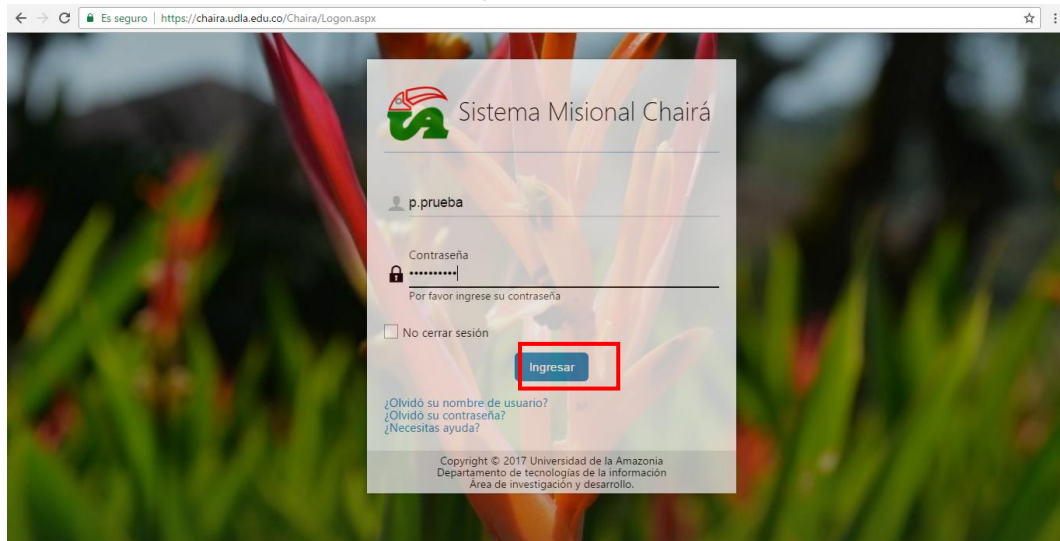 Es seguro | https://chaira.udla.edu.co/Chaira/Logon.aspx
Sistema Misional Chairá
p.prueba
Contraseña
••••••••••
Por favor ingrese su contraseña
No cerrar sesión
Ingresar
¿Olvidó su nombre de usuario?
¿Olvidó su contraseña?
¿Necesitas ayuda?
Copyright © 2017 Universidad de la Amazonia
Departamento de tecnologías de la información
Área de investigación y desarrollo.